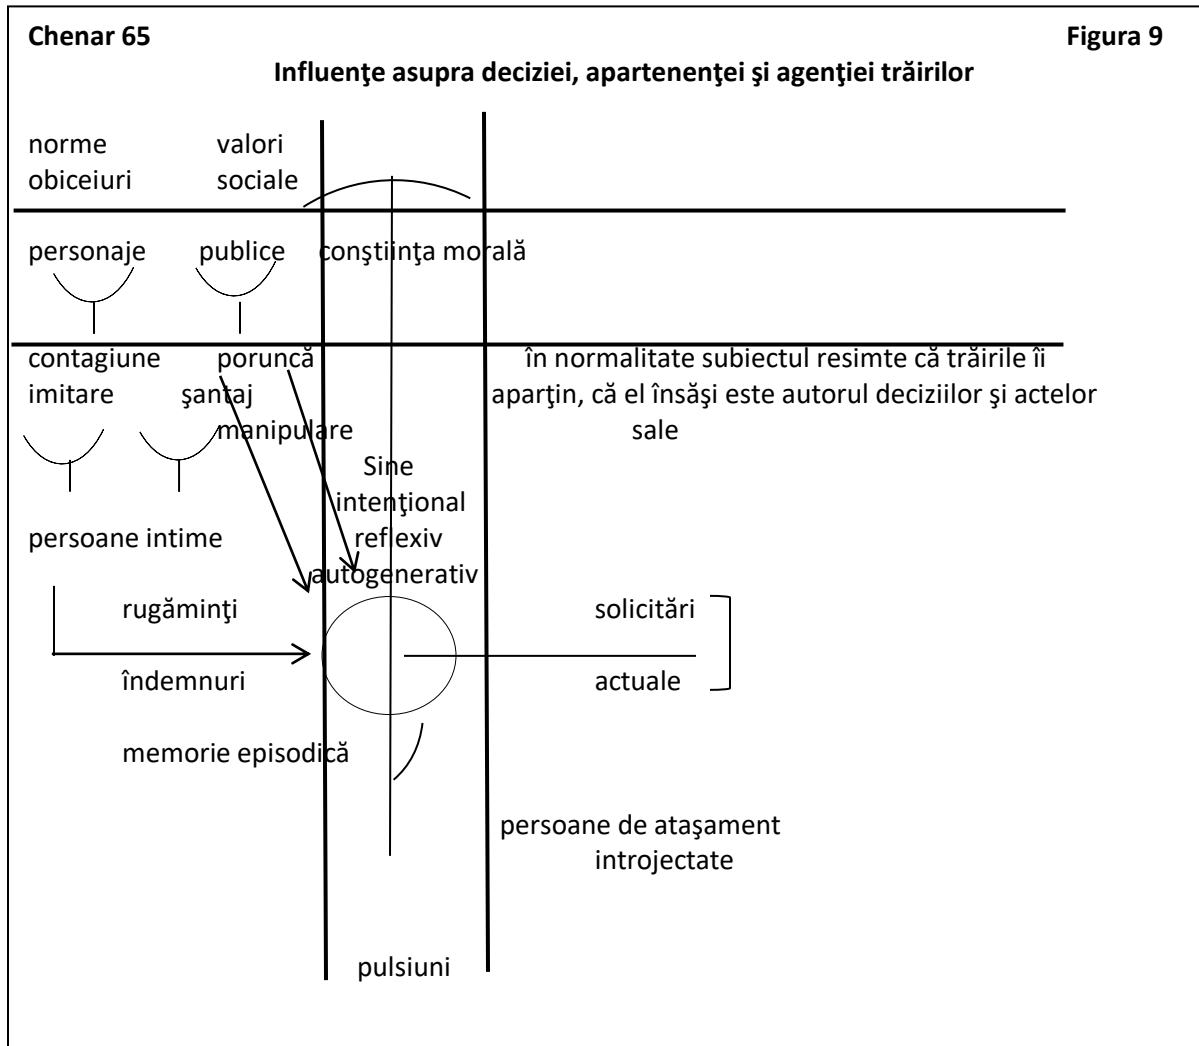 Chenar 65 Figura 9
Influenţe asupra deciziei, apartenenţei şi agenţiei trăirilor
norme valori
obiceiuri sociale
personaje publice conştiinţa morală
contagiune poruncă
imitare şantaj
manipulare
în normalitate subiectul resimte că trăirile îi
aparţin, că el însăşi este autorul deciziilor şi actelor
sale
Sine
intenţional
reflexiv
autogenerativ
persoane intime
rugăminţi
îndemnuri
solicitări
actuale
memorie episodică
persoane de ataşament
introjectate
pulsiuni